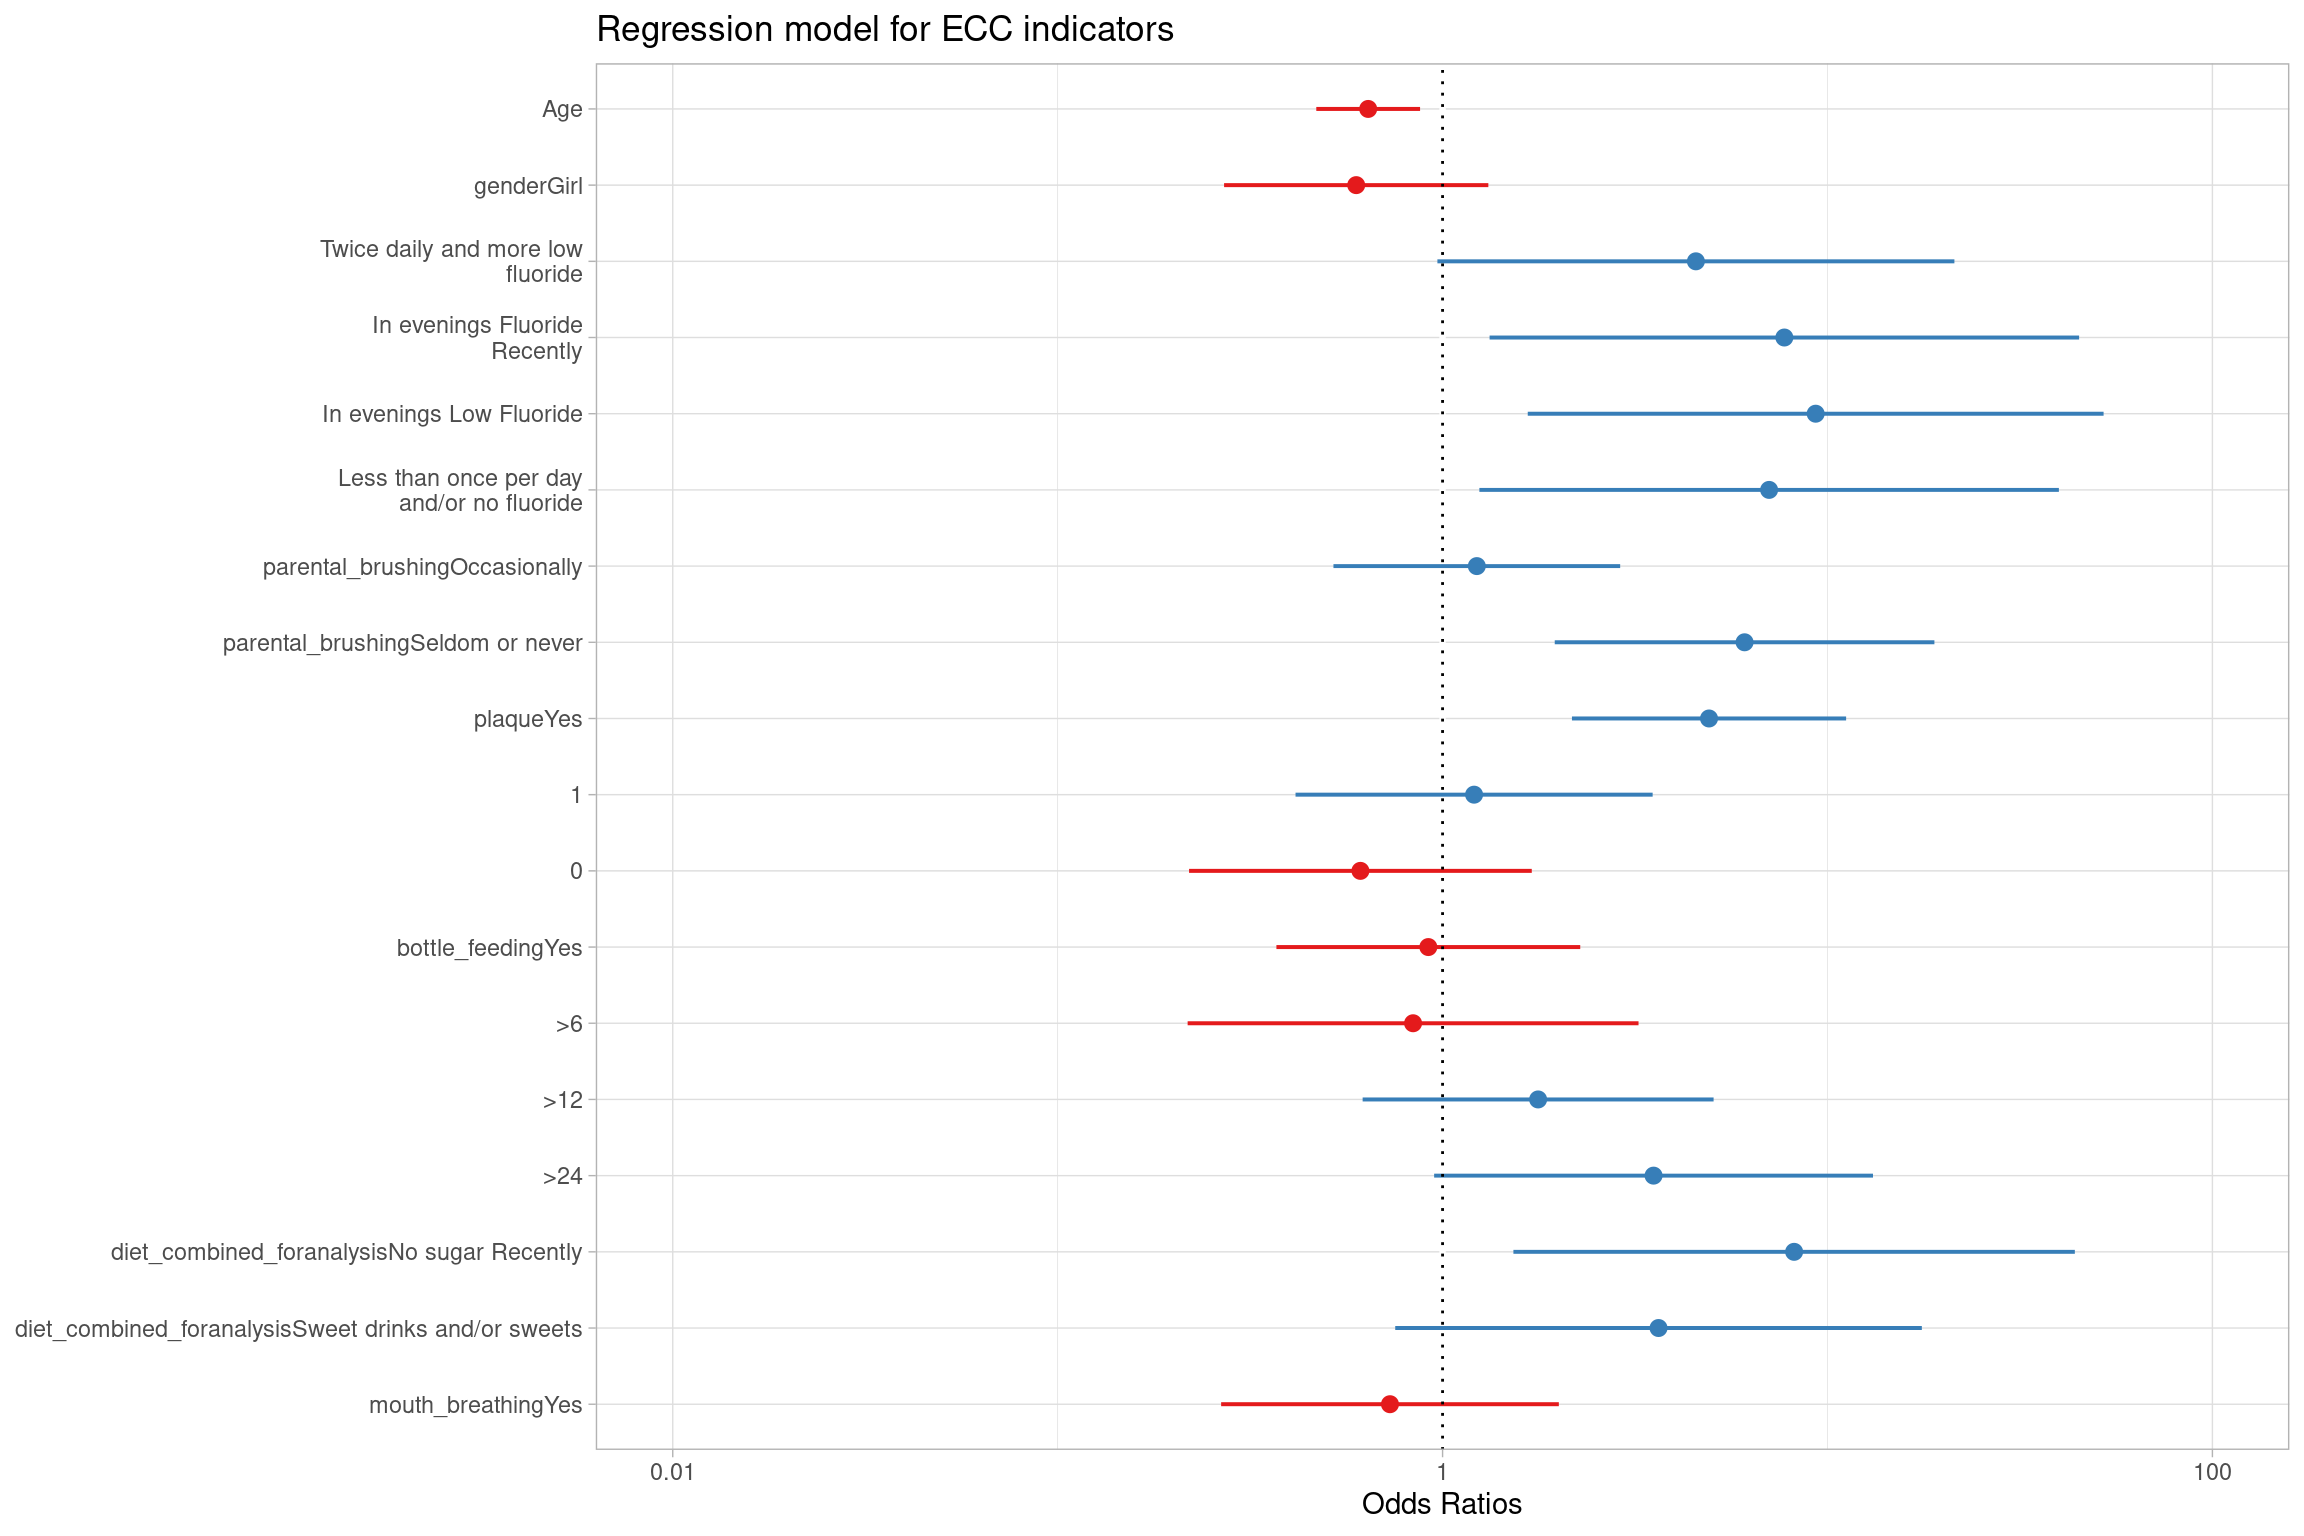 Regression model for ECC indicators
Age
genderGirl
Twice daily and more low
fluoride
In evenings Fluoride
Recently
In evenings Low Fluoride
Less than once per day
and/or no fluoride
parental_brushingOccasionally
parental_brushingSeldom or never
plaqueYes
1
0
bottle_feedingYes
>6
>12
>24
diet_combined_foranalysisNo sugar Recently
diet_combined_foranalysisSweet drinks and/or sweets
mouth_breathingYes
0.01 1 100
Odds Ratios